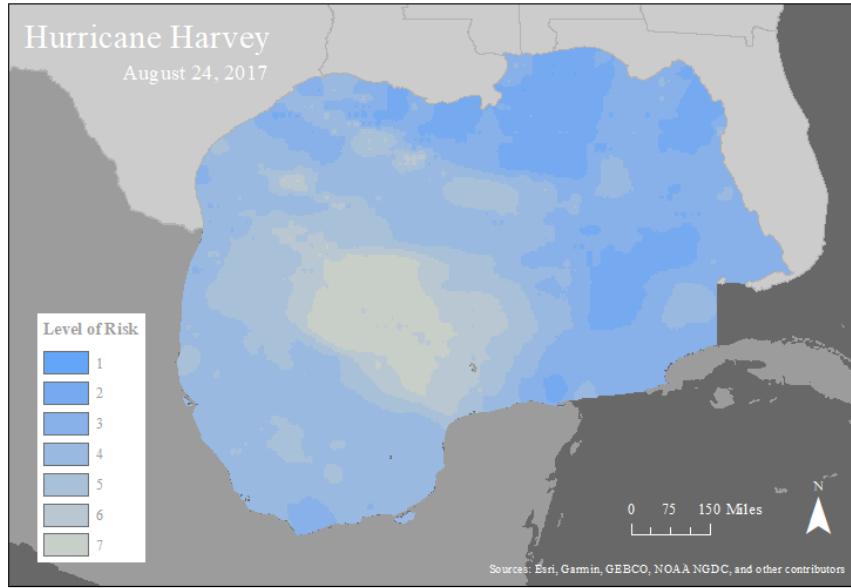 Hurricane Harvey
August 24, 2017
Level of Risk
1
2
3
4
5
6
7
N
0 75 150 Miles
Sources: Esri, Garmin, GEBCO, NOAA NGDC, and other contributors